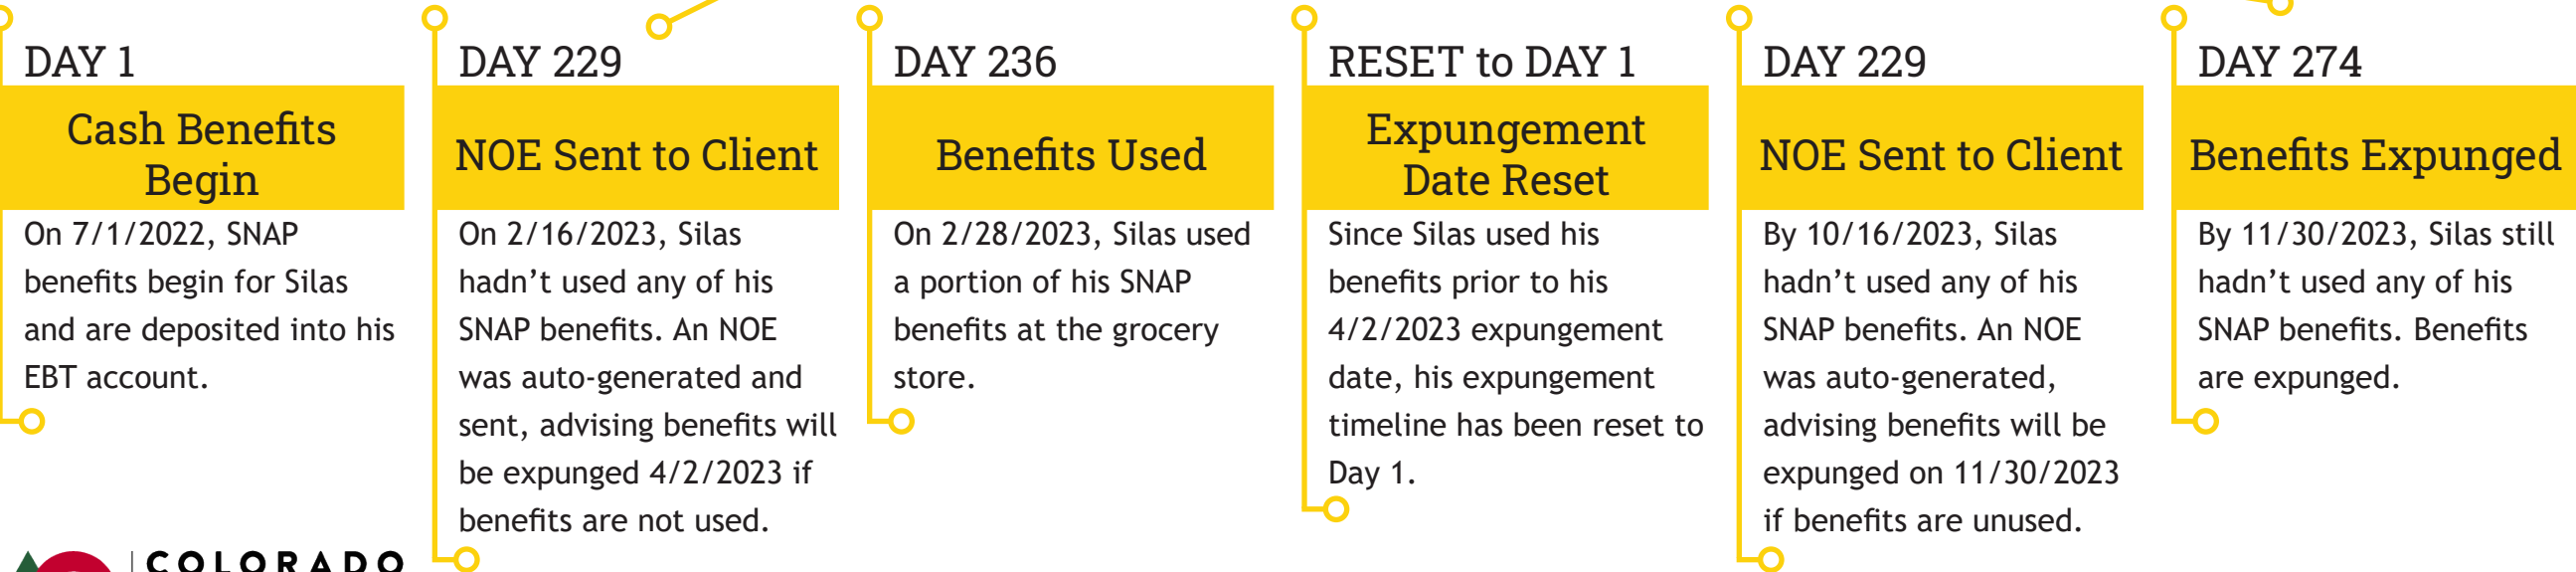 DAY 1
Cash Benefits
Begin
On 7/1/2022, SNAP
benefits begin for Silas
and are deposited into his
EBT account.
DAY 229
NOE Sent to Client
On 2/16/2023, Silas
hadn’t used any of his
SNAP benefits. An NOE
was auto-generated and
sent, advising benefits will
be expunged 4/2/2023 if
benefits are not used.
DAY 236
Benefits Used
On 2/28/2023, Silas used
a portion of his SNAP
benefits at the grocery
store.
RESET to DAY 1
Expungement
Date Reset
Since Silas used his
benefits prior to his
4/2/2023 expungement
date, his expungement
timeline has been reset to
Day 1.
DAY 229
NOE Sent to Client
By 10/16/2023, Silas
hadn’t used any of his
SNAP benefits. An NOE
was auto-generated,
advising benefits will be
expunged on 11/30/2023
if benefits are unused.
DAY 274
Benefits Expunged
By 11/30/2023, Silas still
hadn’t used any of his
SNAP benefits. Benefits
are expunged.
COLORADO